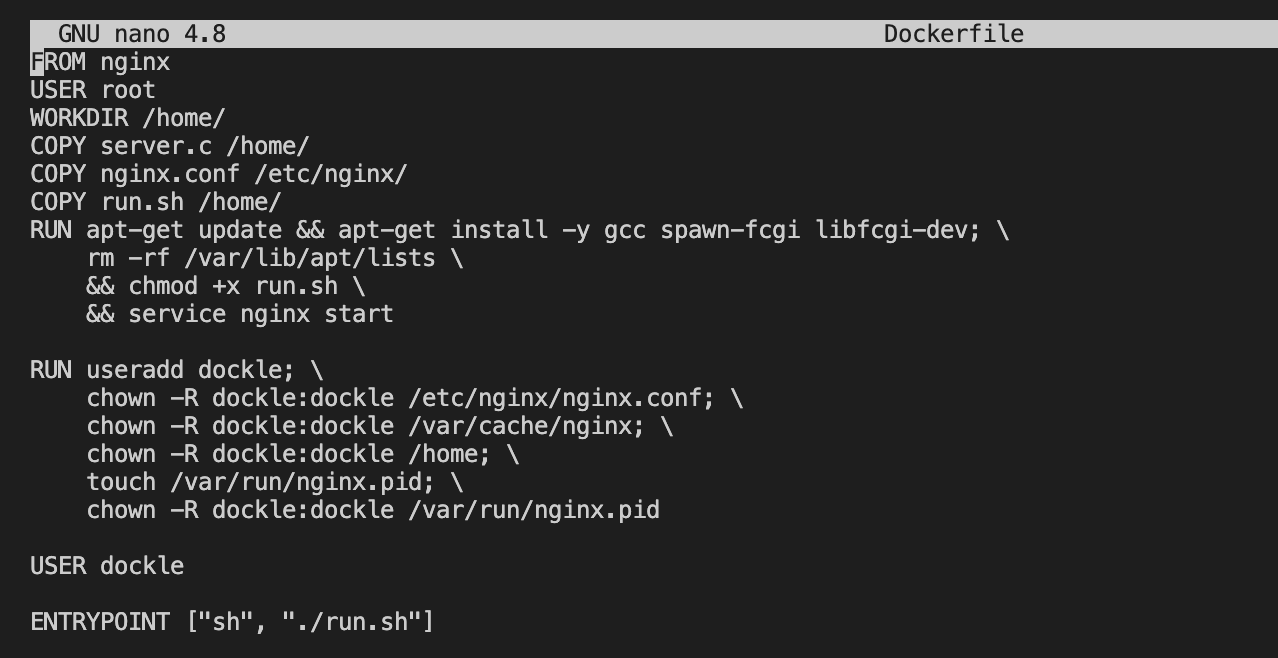 GNU nano 4.8 Dockerfile
FROM nginx
USER root
WORKDIR /home/
COPY server.c /home/
COPY nginx.conf /etc/nginx/
COPY run.sh /home/
RUN apt-get update && apt-get install -y gcc spawn-fcgi libfcgi-dev; \
    rm -rf /var/lib/apt/lists \
    && chmod +x run.sh \
    && service nginx start

RUN useradd dockle; \
    chown -R dockle:dockle /etc/nginx/nginx.conf; \
    chown -R dockle:dockle /var/cache/nginx; \
    chown -R dockle:dockle /home; \
    touch /var/run/nginx.pid; \
    chown -R dockle:dockle /var/run/nginx.pid

USER dockle

ENTRYPOINT ["sh", "./run.sh"]